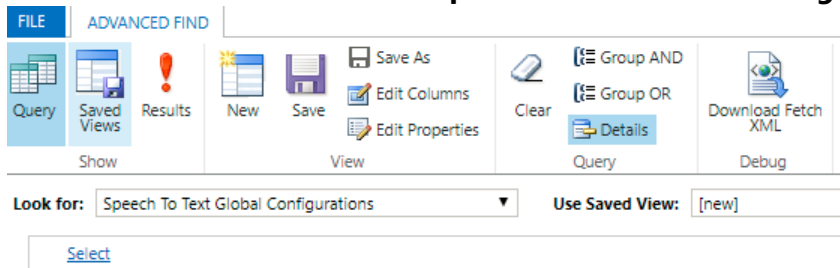 FILE ADVANCED FIND
Query Saved Views Results New Save Save As Edit Columns Edit Properties Clear Group AND Group OR Details Download Fetch XML
Show View Query Debug
Look for: Speech To Text Global Configurations Use Saved View: [new]
Select